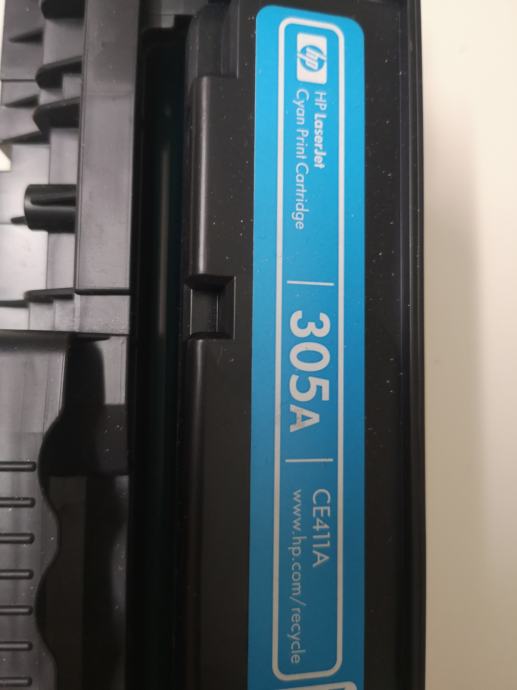 hp
HP LaserJet
Cyan Print Cartridge
305A
CE411A
www.hp.com/recycle